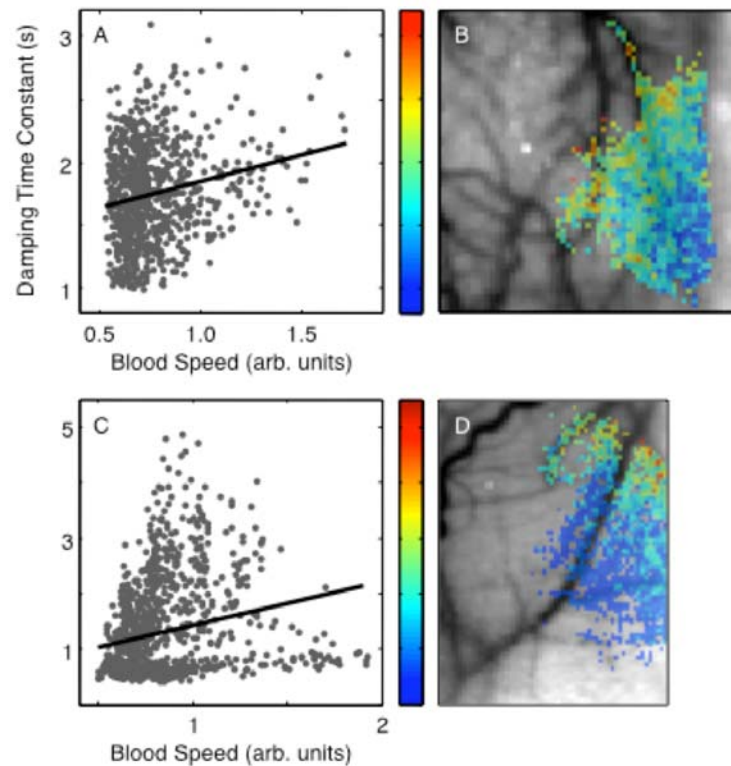 A
B
Damping Time Constant (s)
3
2
1
0.5 1.0 1.5
Blood Speed (arb. units)
C
D
5
3
1
1 2
Blood Speed (arb. units)